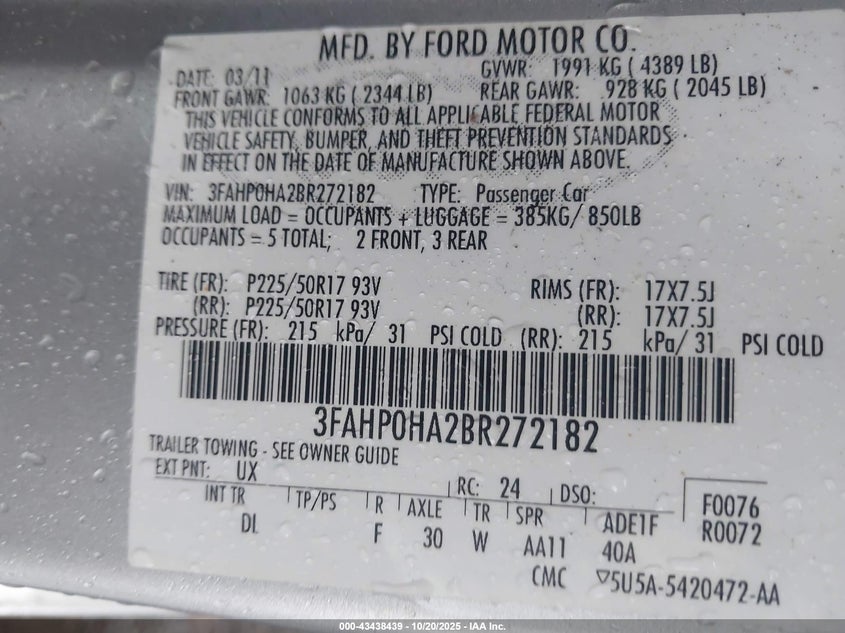 MFD. BY FORD MOTOR CO.
DATE: 03/11 GVWR: 1991 KG ( 4389 LB)
FRONT GAWR: 1063 KG ( 2344 LB) REAR GAWR: 928 KG ( 2045 LB)
THIS VEHICLE CONFORMS TO ALL APPLICABLE FEDERAL MOTOR
VEHICLE SAFETY, BUMPER, AND THEFT PREVENTION STANDARDS
IN EFFECT ON THE DATE OF MANUFACTURE SHOWN ABOVE.
VIN: 3FAHP0HA2BR272182 TYPE: Passenger Car
MAXIMUM LOAD = OCCUPANTS + LUGGAGE = 385KG/ 850LB
OCCUPANTS = 5 TOTAL; 2 FRONT, 3 REAR
TIRE (FR): P225/50R17 93V RIMS (FR): 17X7.5J
(RR): P225/50R17 93V (RR): 17X7.5J
PRESSURE (FR): 215 kPa/ 31 PSI COLD (RR): 215 kPa/ 31 PSI COLD
3FAHP0HA2BR272182
TRAILER TOWING - SEE OWNER GUIDE
EXT PNT: UX RC: 24 DSO: F0076
INT TR TP/PS R AXLE TR SPR ADE1F R0072
DL F 30 W AA11 40A
CMC ▽5U5A-5420472-AA
000-43438439 - 10/20/2025 - IAA Inc.